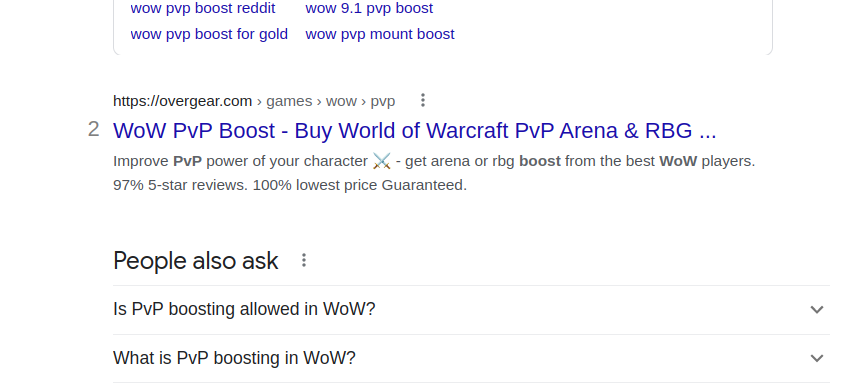 wow pvp boost reddit wow 9.1 pvp boost
wow pvp boost for gold wow pvp mount boost
https://overgear.com › games › wow › pvp
2 WoW PvP Boost - Buy World of Warcraft PvP Arena & RBG ...
Improve PvP power of your character ⚔️ - get arena or rbg boost from the best WoW players.
97% 5-star reviews. 100% lowest price Guaranteed.
People also ask
Is PvP boosting allowed in WoW?
What is PvP boosting in WoW?